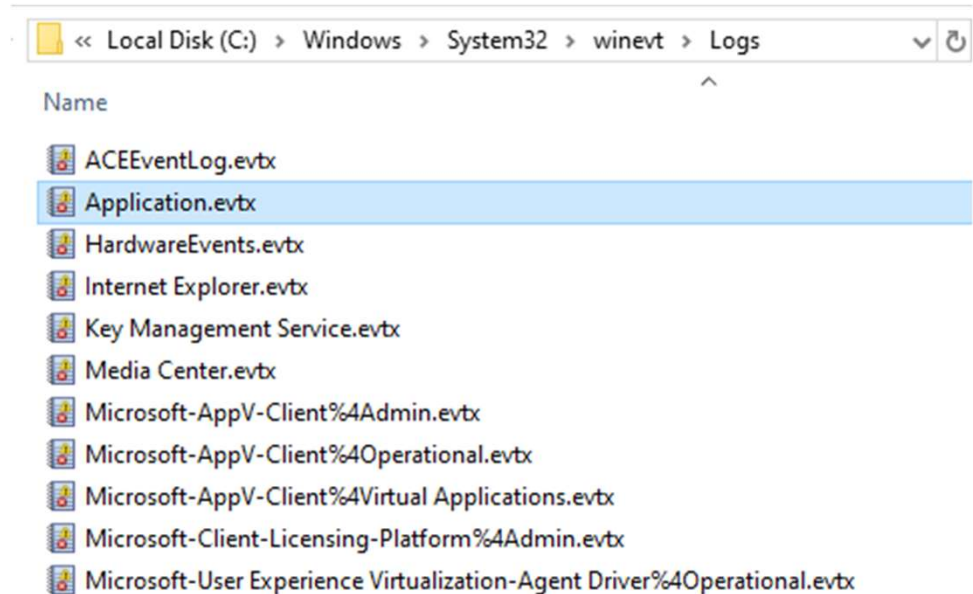 « Local Disk (C:) > Windows > System32 > winevt > Logs
Name
ACEEventLog.evtx
Application.evtx
HardwareEvents.evtx
Internet Explorer.evtx
Key Management Service.evtx
Media Center.evtx
Microsoft-AppV-Client%4Admin.evtx
Microsoft-AppV-Client%4Operational.evtx
Microsoft-AppV-Client%4Virtual Applications.evtx
Microsoft-Client-Licensing-Platform%4Admin.evtx
Microsoft-User Experience Virtualization-Agent Driver%4Operational.evtx